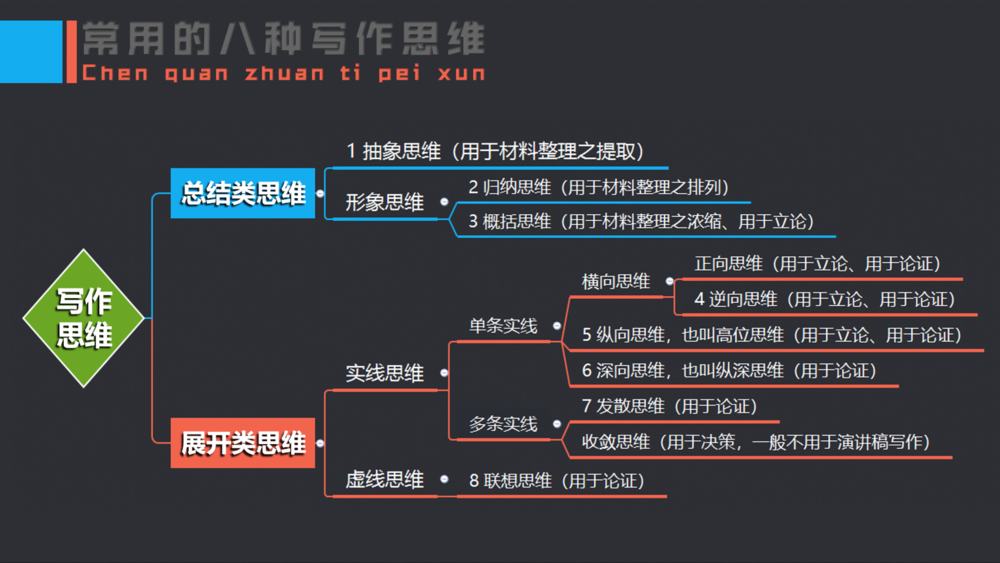 常用的八种写作思维
Chen quan zhuan ti pei xun
写作
思维
总结类思维
1 抽象思维（用于材料整理之提取）
形象思维
2 归纳思维（用于材料整理之排列）
3 概括思维（用于材料整理之浓缩、用于立论）
展开类思维
实线思维
单条实线
横向思维
正向思维（用于立论、用于论证）
4 逆向思维（用于立论、用于论证）
5 纵向思维，也叫高位思维（用于立论、用于论证）
6 深向思维，也叫纵深思维（用于论证）
多条实线
7 发散思维（用于论证）
收敛思维（用于决策，一般不用于演讲稿写作）
虚线思维
8 联想思维（用于论证）